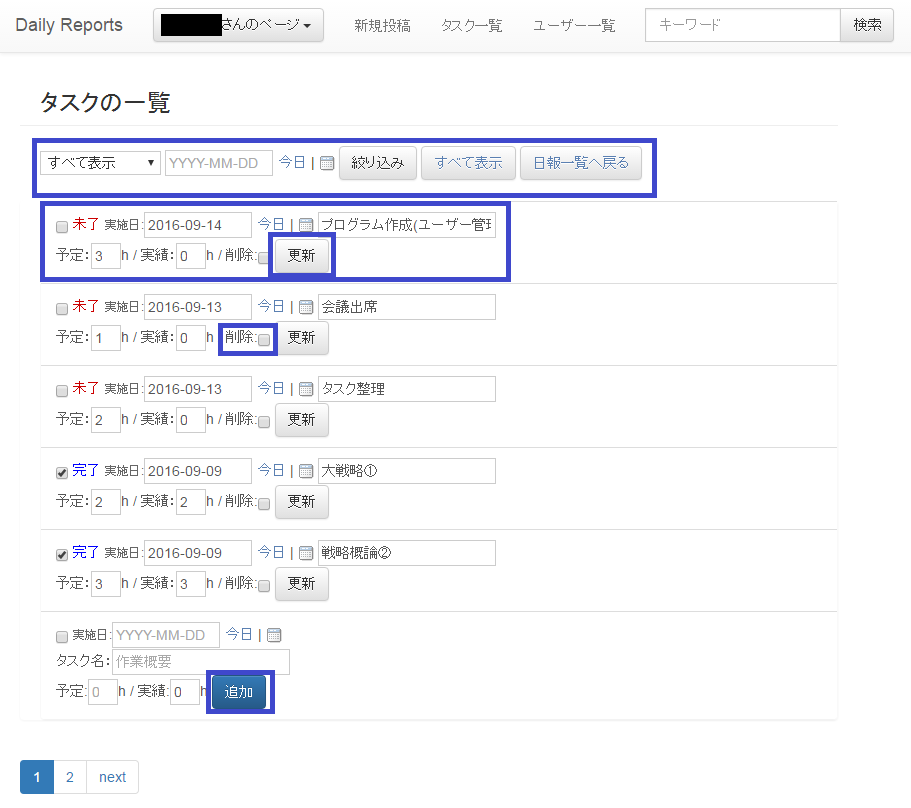 Daily Reports さんのページ 新規投稿 タスク一覧 ユーザー一覧 キーワード 検索
タスクの一覧
すべて表示 YYYY-MM-DD 今日 | 絞り込み すべて表示 日報一覧へ戻る
未了 実施日: 2016-09-14 今日 | プログラム作成(ユーザー管理
予定: 3 h / 実績: 0 h / 削除: 更新
未了 実施日: 2016-09-13 今日 | 会議出席
予定: 1 h / 実績: 0 h 削除: 更新
未了 実施日: 2016-09-13 今日 | タスク整理
予定: 2 h / 実績: 0 h / 削除: 更新
完了 実施日: 2016-09-09 今日 | 大戦略①
予定: 2 h / 実績: 2 h / 削除: 更新
完了 実施日: 2016-09-09 今日 | 戦略概論②
予定: 3 h / 実績: 3 h / 削除: 更新
実施日: YYYY-MM-DD 今日 |
タスク名: 作業概要
予定: 0 h / 実績: 0 h 追加
1 2 next